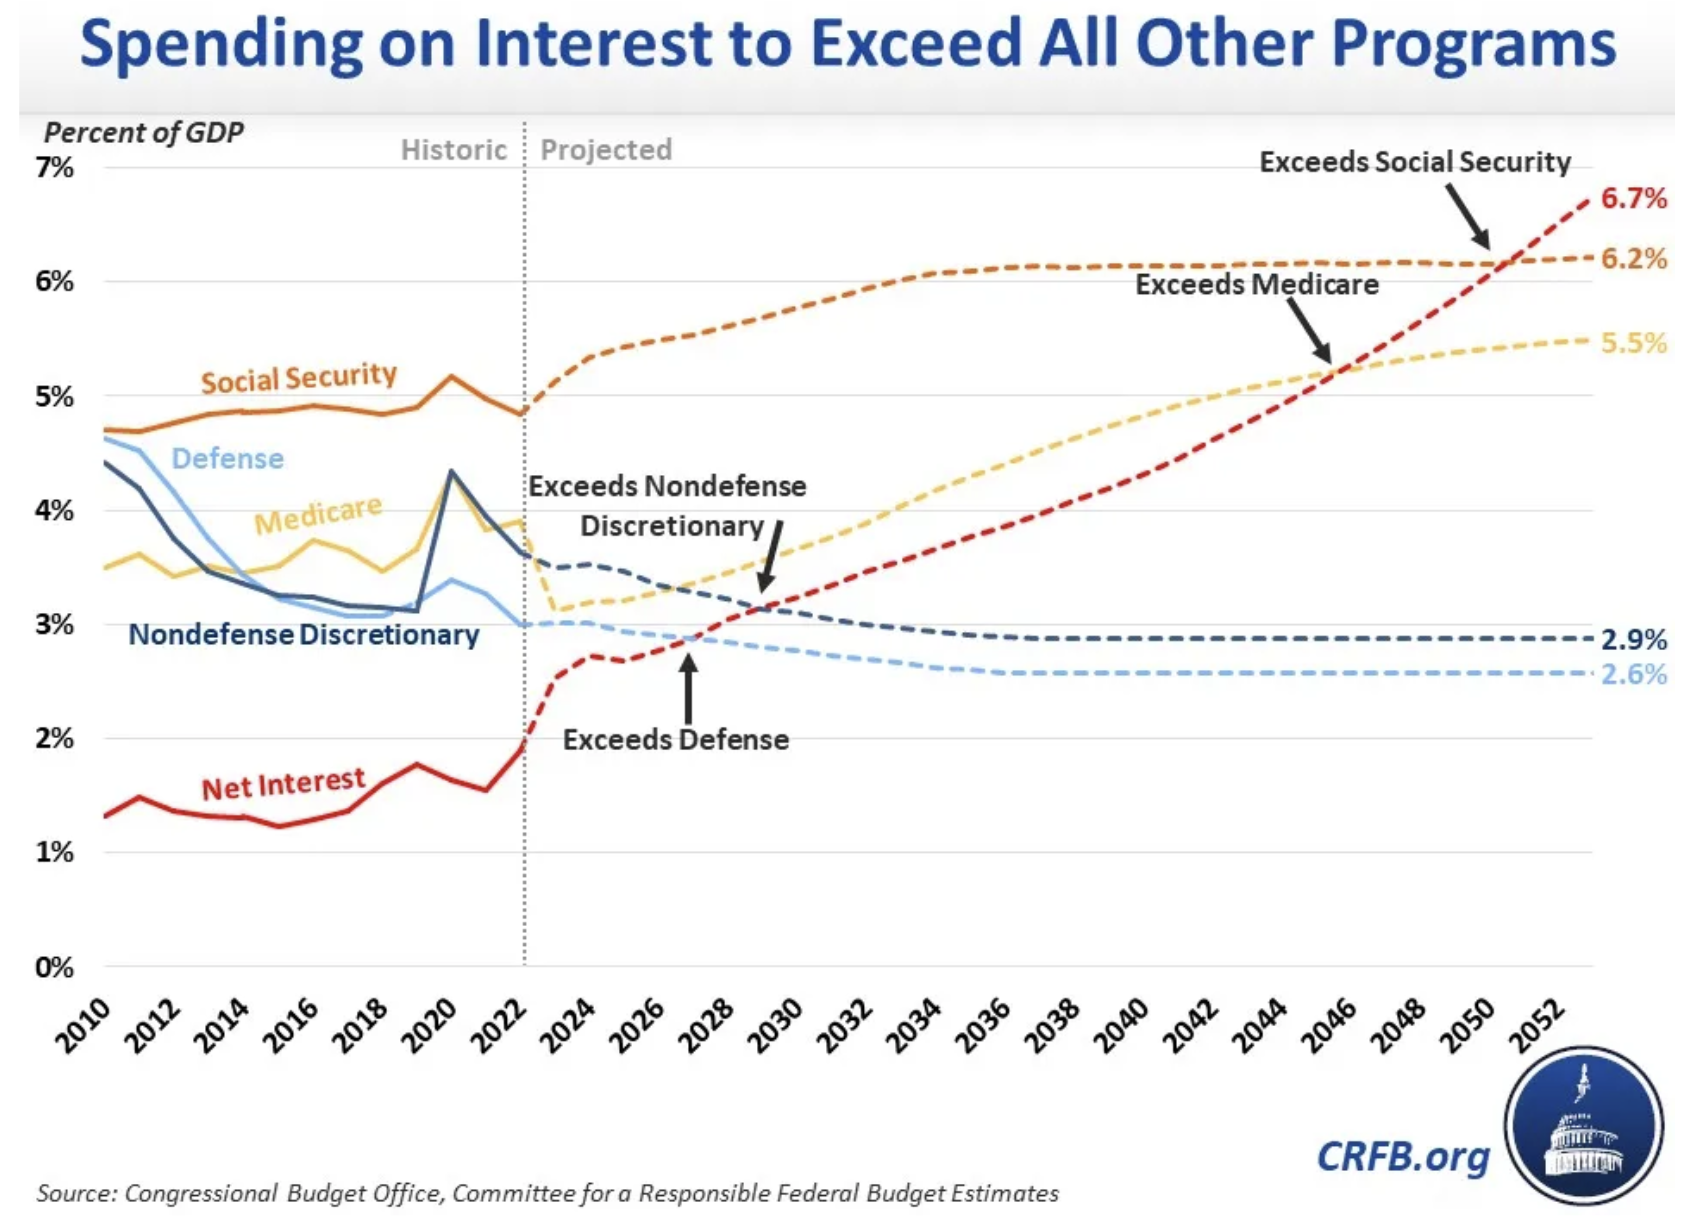 Spending on Interest to Exceed All Other Programs
Percent of GDP
Historic
Projected
7%
6%
5%
4%
3%
2%
1%
0%
Exceeds Social Security
6.7%
6.2%
Exceeds Medicare
5.5%
Social Security
Defense
Medicare
Exceeds Nondefense
Discretionary
Nondefense Discretionary
2.9%
2.6%
Exceeds Defense
Net Interest
2010
2012
2014
2016
2018
2020
2022
2024
2026
2028
2030
2032
2034
2036
2038
2040
2042
2044
2046
2048
2050
2052
CRFB.org
Source: Congressional Budget Office, Committee for a Responsible Federal Budget Estimates